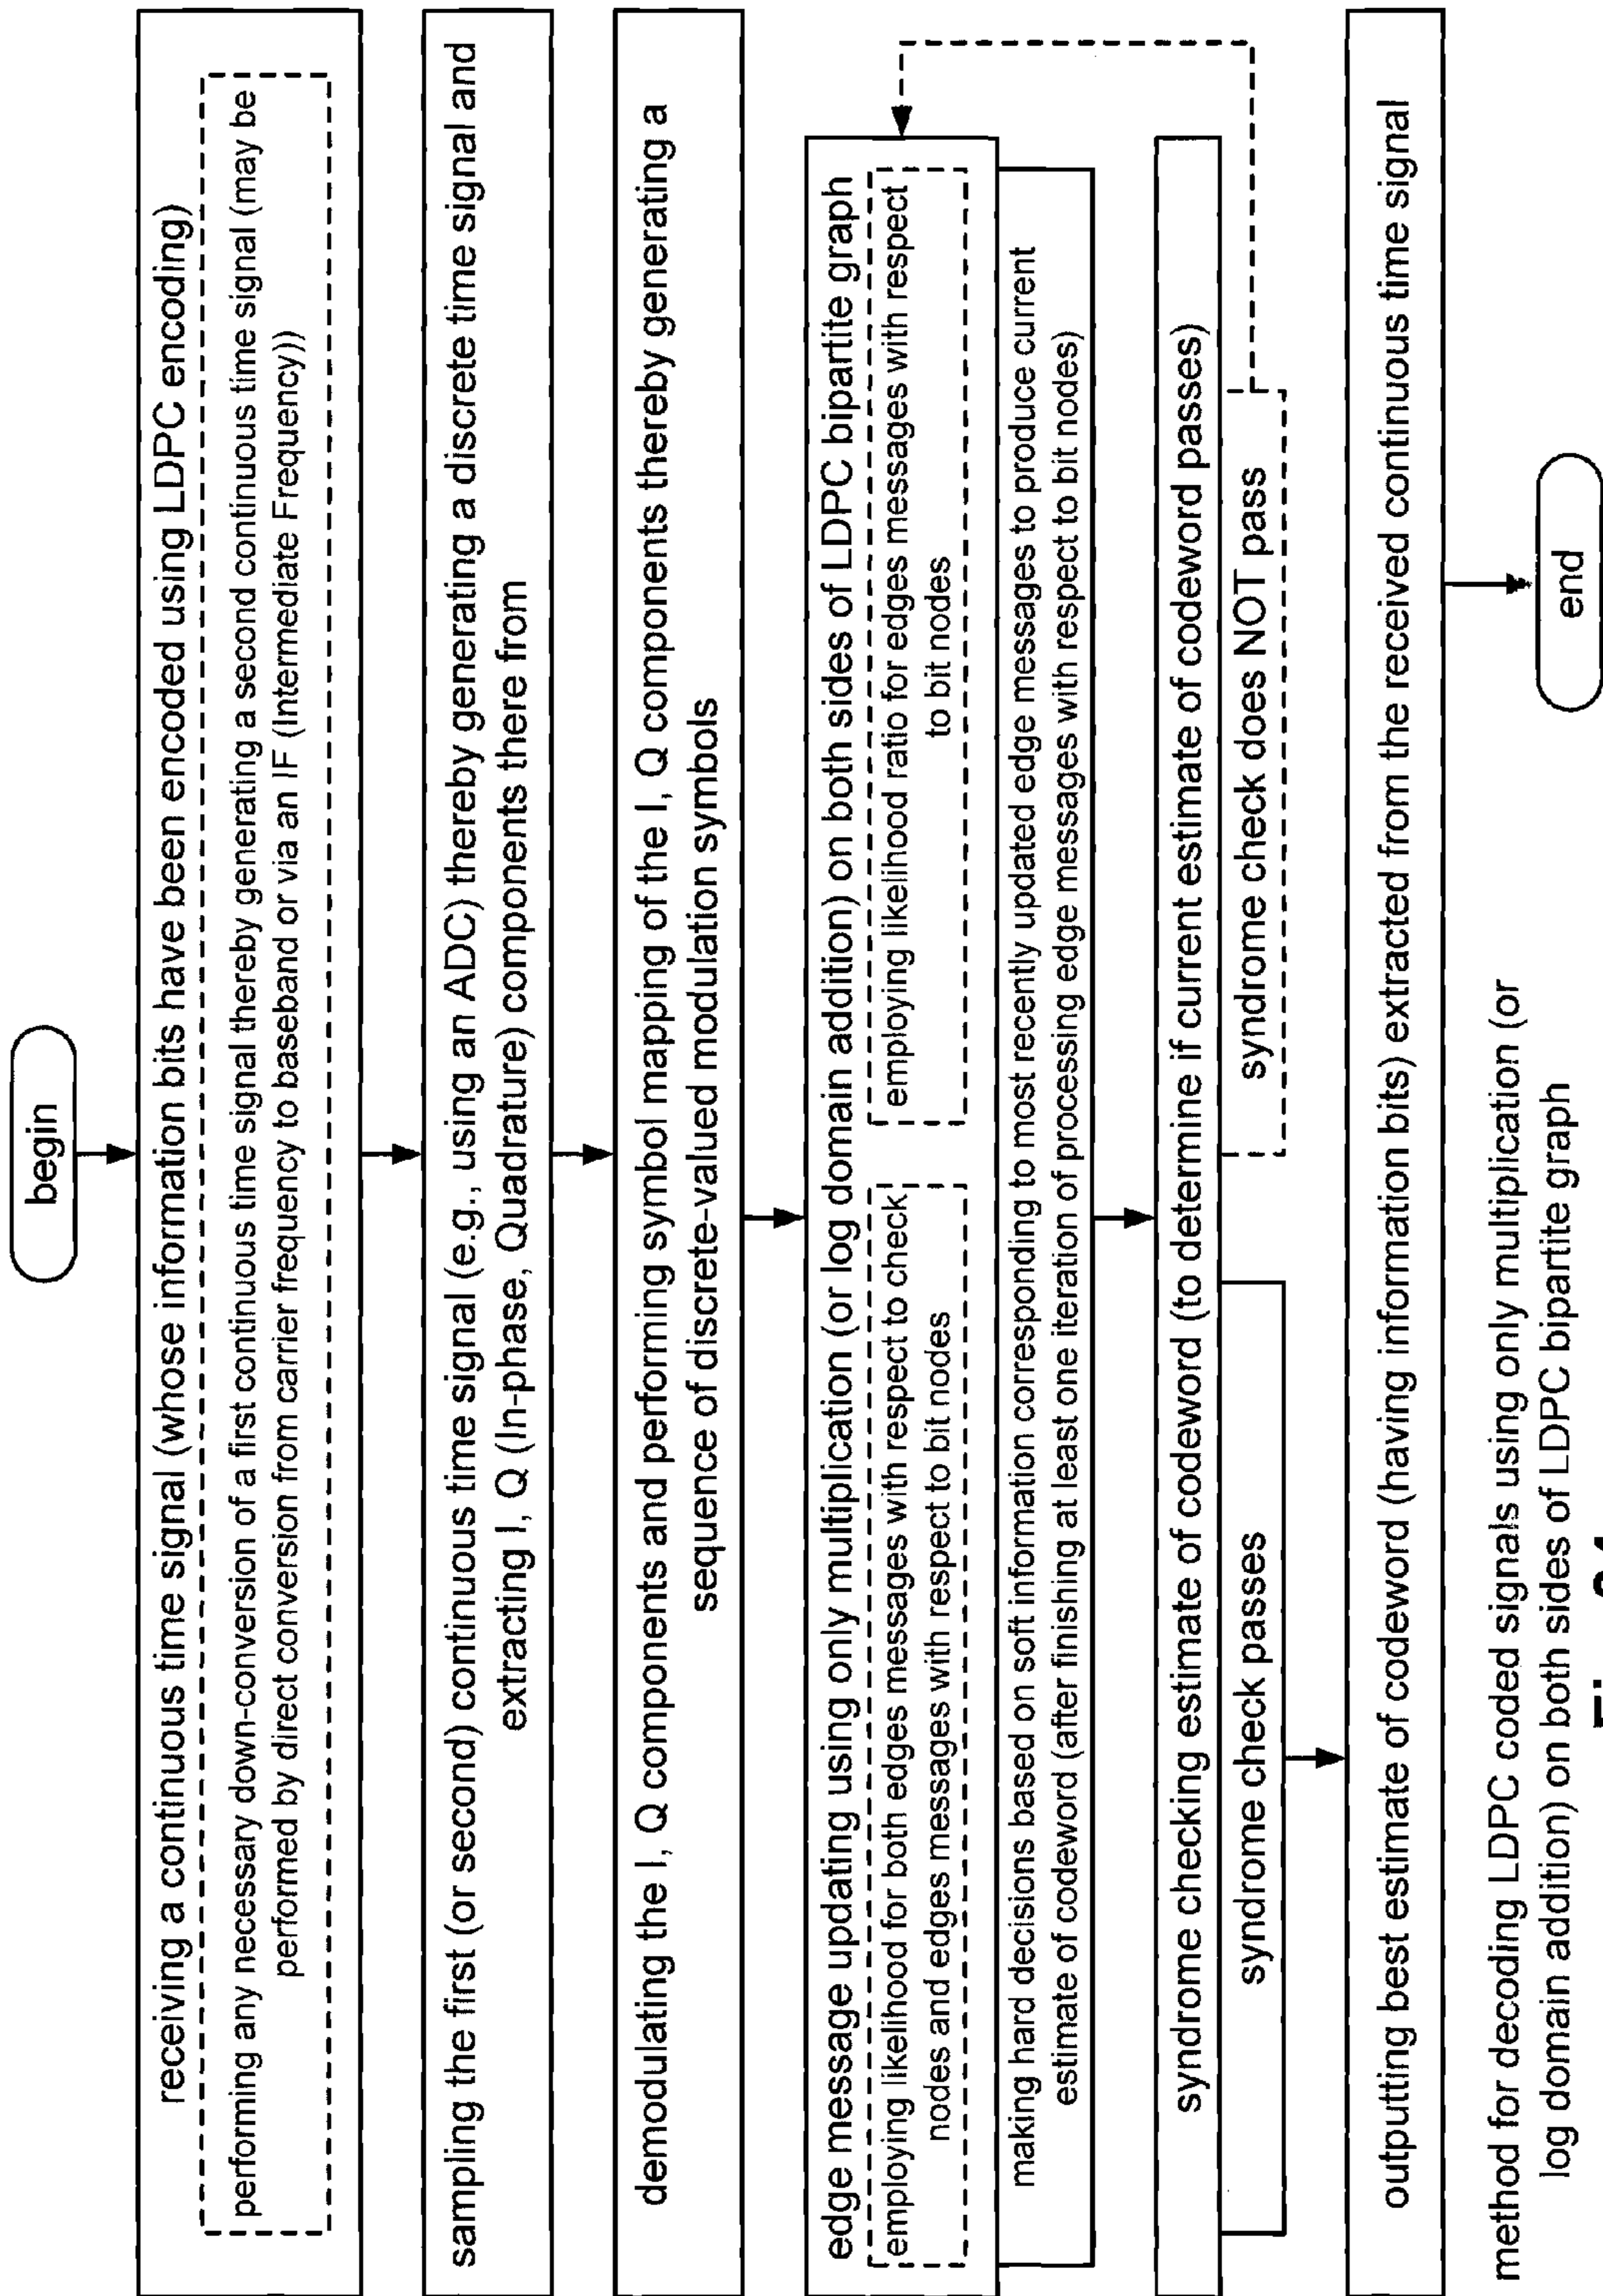 begin
receiving a continuous time signal (whose information bits have been encoded using LDPC encoding)
performing any necessary down-conversion of a first continuous time signal thereby generating a second continuous time signal (may be
performed by direct conversion from carrier frequency to baseband or via an IF (Intermediate Frequency))
sampling the first (or second) continuous time signal (e.g., using an ADC) thereby generating a discrete time signal and
extracting I, Q (In-phase, Quadrature) components there from
demodulating the I, Q components and performing symbol mapping of the I, Q components thereby generating a
sequence of discrete-valued modulation symbols
edge message updating using only multiplication (or log domain addition) on both sides of LDPC bipartite graph
employing likelihood for both edges messages with respect to check
nodes and edges messages with respect to bit nodes
employing likelihood ratio for edges messages with respect
to bit nodes
making hard decisions based on soft information corresponding to most recently updated edge messages to produce current
estimate of codeword (after finishing at least one iteration of processing edge messages with respect to bit nodes)
syndrome checking estimate of codeword (to determine if current estimate of codeword passes)
syndrome check passes
syndrome check does NOT pass
outputting best estimate of codeword (having information bits) extracted from the received continuous time signal
end
method for decoding LDPC coded signals using only multiplication (or
log domain addition) on both sides of LDPC bipartite graph